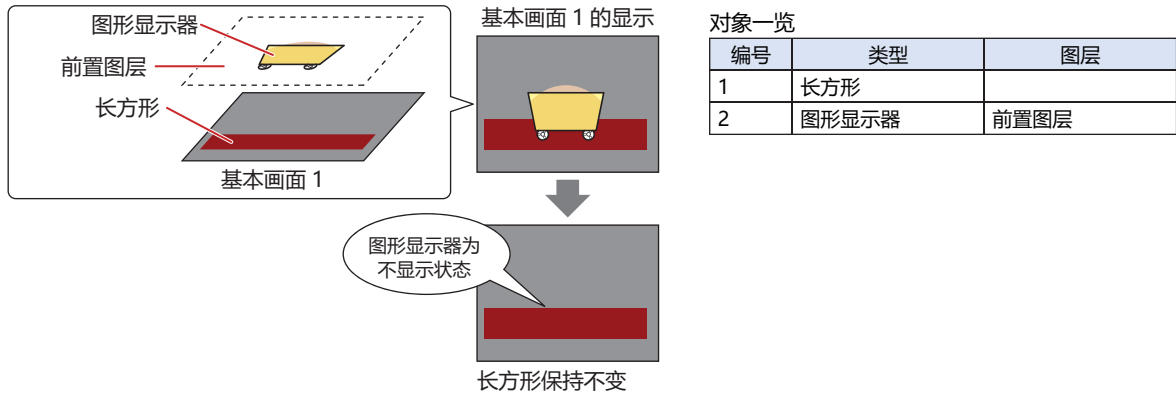 图形显示器
前置图层
长方形
基本画面 1
基本画面 1 的显示
图形显示器为
不显示状态
长方形保持不变
对象一览
编号 类型 图层
1 长方形
2 图形显示器 前置图层